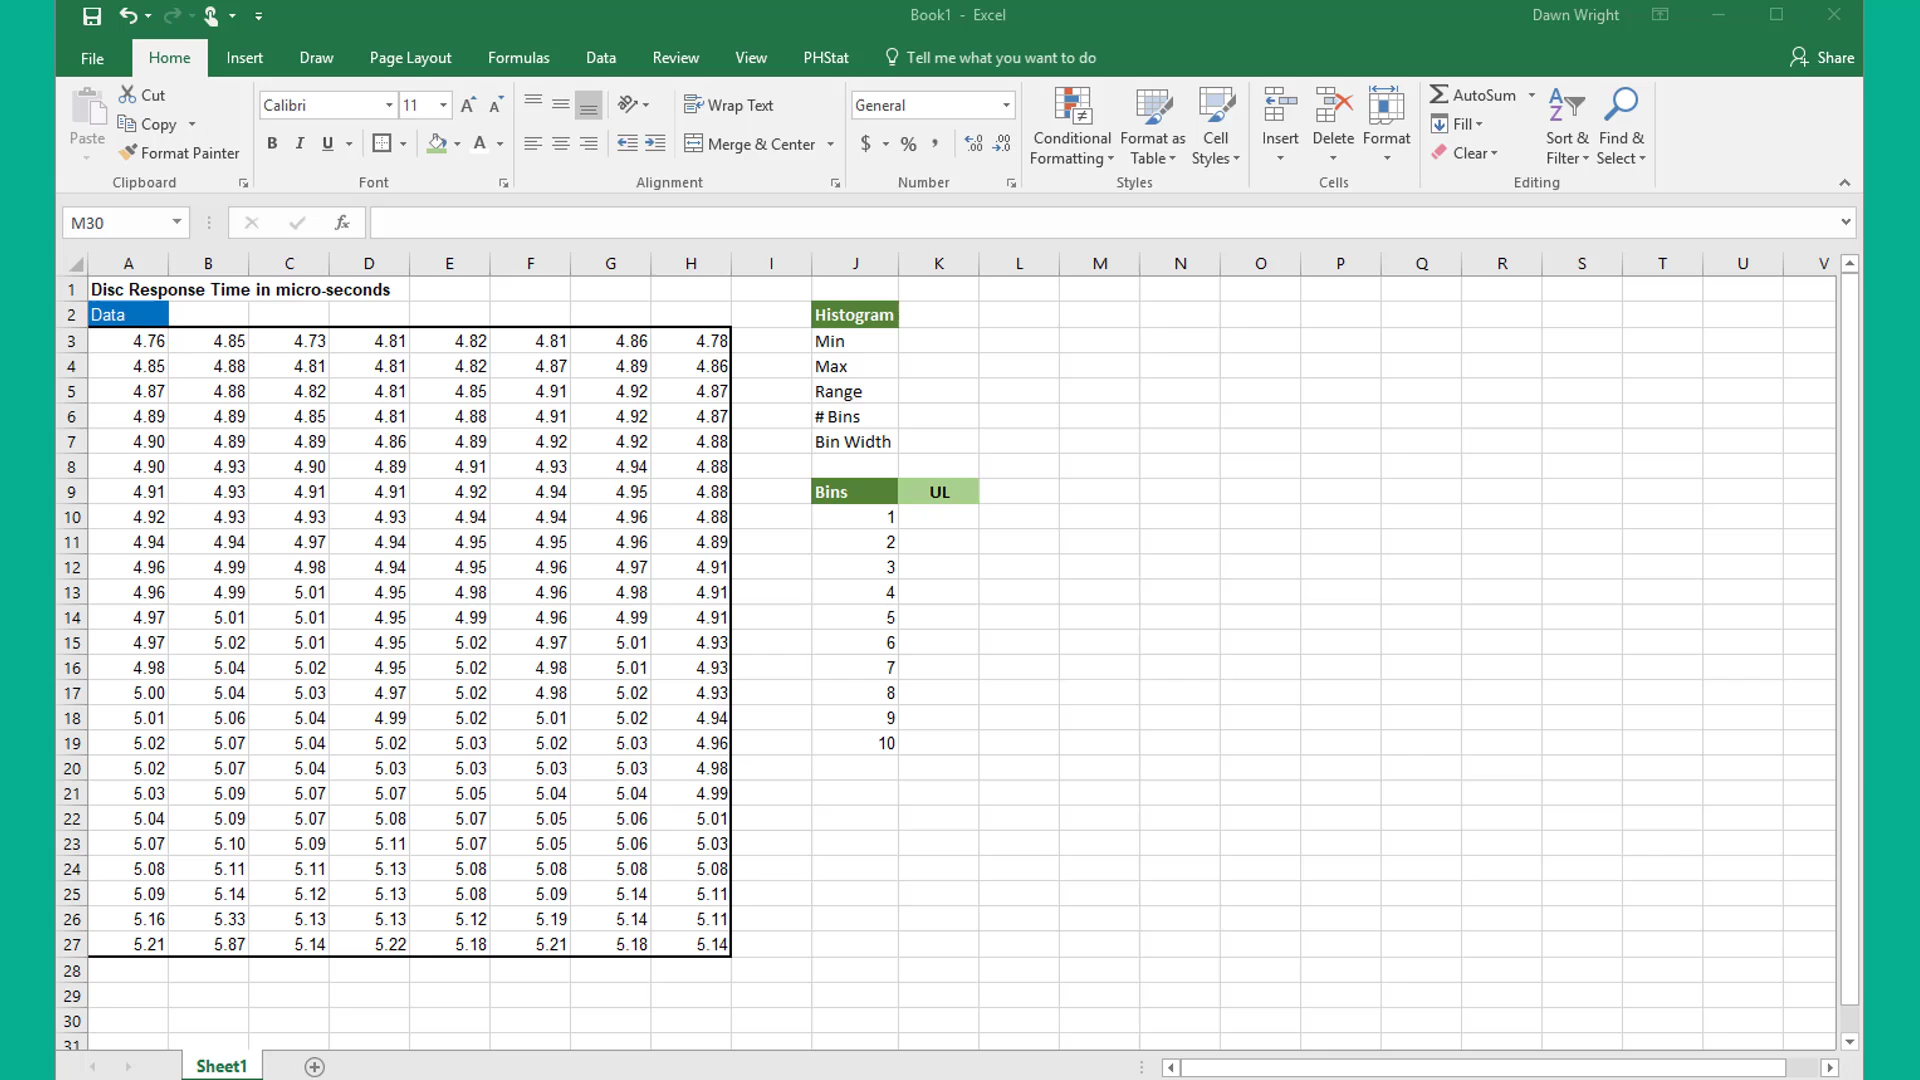 Book1 - Excel
Dawn Wright
File Home Insert Draw Page Layout Formulas Data Review View PHStat Tell me what you want to do Share
Paste
Cut
Copy
Format Painter
Clipboard
Calibri 11
B I U
Font
Wrap Text
Merge & Center
Alignment
General
$ % ,
Number
Conditional Formatting
Format as Table
Cell Styles
Styles
Insert Delete Format
Cells
AutoSum
Fill
Clear
Sort & Filter
Find & Select
Editing
M30 fx
A B C D E F G H I J K L M N O P Q R S T U V
1 Disc Response Time in micro-seconds
2 Data Histogram
3 4.76 4.85 4.73 4.81 4.82 4.81 4.86 4.78 Min
4 4.85 4.88 4.81 4.81 4.82 4.87 4.89 4.86 Max
5 4.87 4.88 4.82 4.81 4.85 4.91 4.92 4.87 Range
6 4.89 4.89 4.85 4.81 4.88 4.91 4.92 4.87 # Bins
7 4.90 4.89 4.89 4.86 4.89 4.92 4.92 4.88 Bin Width
8 4.90 4.93 4.90 4.89 4.91 4.93 4.94 4.88
9 4.91 4.93 4.91 4.91 4.92 4.94 4.95 4.88 Bins UL
10 4.92 4.93 4.93 4.93 4.94 4.94 4.96 4.88 1
11 4.94 4.94 4.97 4.94 4.95 4.95 4.96 4.89 2
12 4.96 4.99 4.98 4.94 4.95 4.96 4.97 4.91 3
13 4.96 4.99 5.01 4.95 4.98 4.96 4.98 4.91 4
14 4.97 5.01 5.01 4.95 4.99 4.96 4.99 4.91 5
15 4.97 5.02 5.01 4.95 5.02 4.97 5.01 4.93 6
16 4.98 5.04 5.02 4.95 5.02 4.98 5.01 4.93 7
17 5.00 5.04 5.03 4.97 5.02 4.98 5.02 4.93 8
18 5.01 5.06 5.04 4.99 5.02 5.01 5.02 4.94 9
19 5.02 5.07 5.04 5.02 5.03 5.02 5.03 4.96 10
20 5.02 5.07 5.04 5.03 5.03 5.03 5.03 4.98
21 5.03 5.09 5.07 5.07 5.05 5.04 5.04 4.99
22 5.04 5.09 5.07 5.08 5.07 5.05 5.06 5.01
23 5.07 5.10 5.09 5.11 5.07 5.05 5.06 5.03
24 5.08 5.11 5.11 5.13 5.08 5.08 5.08 5.08
25 5.09 5.14 5.12 5.13 5.08 5.09 5.14 5.11
26 5.16 5.33 5.13 5.13 5.12 5.19 5.14 5.11
27 5.21 5.87 5.14 5.22 5.18 5.21 5.18 5.14
28
29
30
31
Sheet1